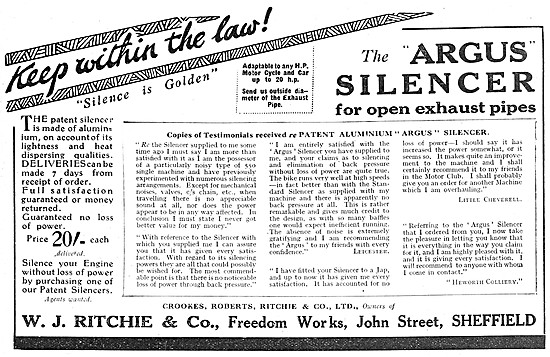 Keep within the law!
"Silence is Golden"
Adaptable to any H.P.
Motor Cycle and Car
up to 20 h.p.
Send us outside dia-
meter of the Exhaust
Pipe.
The "ARGUS"
SILENCER
for open exhaust pipes
THE patent silencer
is made of alumin-
ium, on account of its
lightness and heat
dispersing qualities.
DELIVERIES can be
made 7 days from
receipt of order.
Full satisfaction
guaranteed or money
returned.
Guaranteed no loss
of power.
Price 20/- each
delivered.
Silence your Engine
without loss of power
by purchasing one of
our Patent Silencers.
Agents wanted.
Copies of Testimonials received re PATENT ALUMINIUM "ARGUS" SILENCER.
"Re the Silencer supplied to me some
time ago I must say I am more than
satisfied with it as I am the possessor
of a particularly noisy type of 550
single machine and have previously
experimented with numerous silencing
arrangements. Except for mechanical
noises, valves, c/s chain, etc., when
travelling there is no appreciable
sound at all, nor does the power
appear to be in any way affected. In
conclusion I must state I never got
better value for my money."
"With reference to the Silencer with
which you supplied me I can assure
you that it has given every satis-
faction. With regard to its silencing
powers they are all that could possibly
be wished for. The most commend-
able point is that there is no noticeable
loss of power through back pressure."
"I am entirely satisfied with the
'Argus' Silencer you have supplied to
me, and your claims as to silencing
and elimination of back pressure
without loss of power are quite true.
The bike runs very well at high speeds
—in fact better than with the Stan-
dard Silencer as supplied with my
machine and there is apparently no
back pressure at all. This is rather
remarkable and gives much credit to
the design, as with so many baffles
one would expect inefficient running.
The absence of noise is extremely
gratifying and I am recommending
the 'Argus' to my friends with every
confidence."
LEICESTER.
"I have fitted your Silencer to a Jap,
and up to now it has given me every
satisfaction. It has accounted for no
loss of power—I should say it has
increased the power somewhat, or it
seems so. It makes quite an improve-
ment to the machine and I shall
certainly recommend it to my friends
in the Motor Club. I shall probably
give you an order for another Machine
which I am overhauling."
LITTLE CHEVERELL.
"Referring to the 'Argus' Silencer
that I ordered from you, I now take
the pleasure in letting you know that
it is everything in the way you claim
for it, and I am highly pleased with it
and it is giving every satisfaction. I
will recommend to anyone with whom
I come in contact."
"HEWORTH COLLIERY."
CROOKES, ROBERTS, RITCHIE & CO., LTD., Owners of
W. J. RITCHIE & Co., Freedom Works, John Street, SHEFFIELD